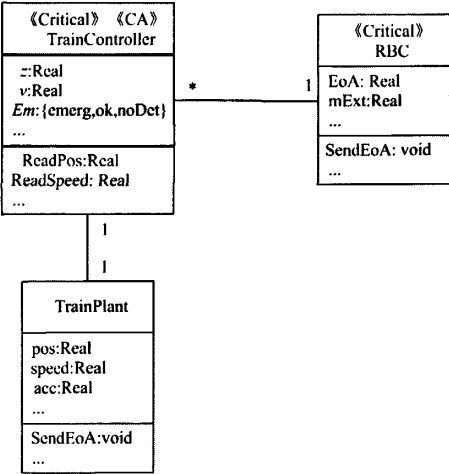 《Critical》 《CA》
TrainController
z:Real
v:Real
Em:{emerg,ok,noDet}
...
ReadPos:Real
ReadSpeed: Real
...
* 1
《Critical》
RBC
EoA: Real
mExt:Real
...
SendEoA: void
...
1
1
TrainPlant
pos:Real
speed:Real
acc:Real
...
SendEoA:void
...